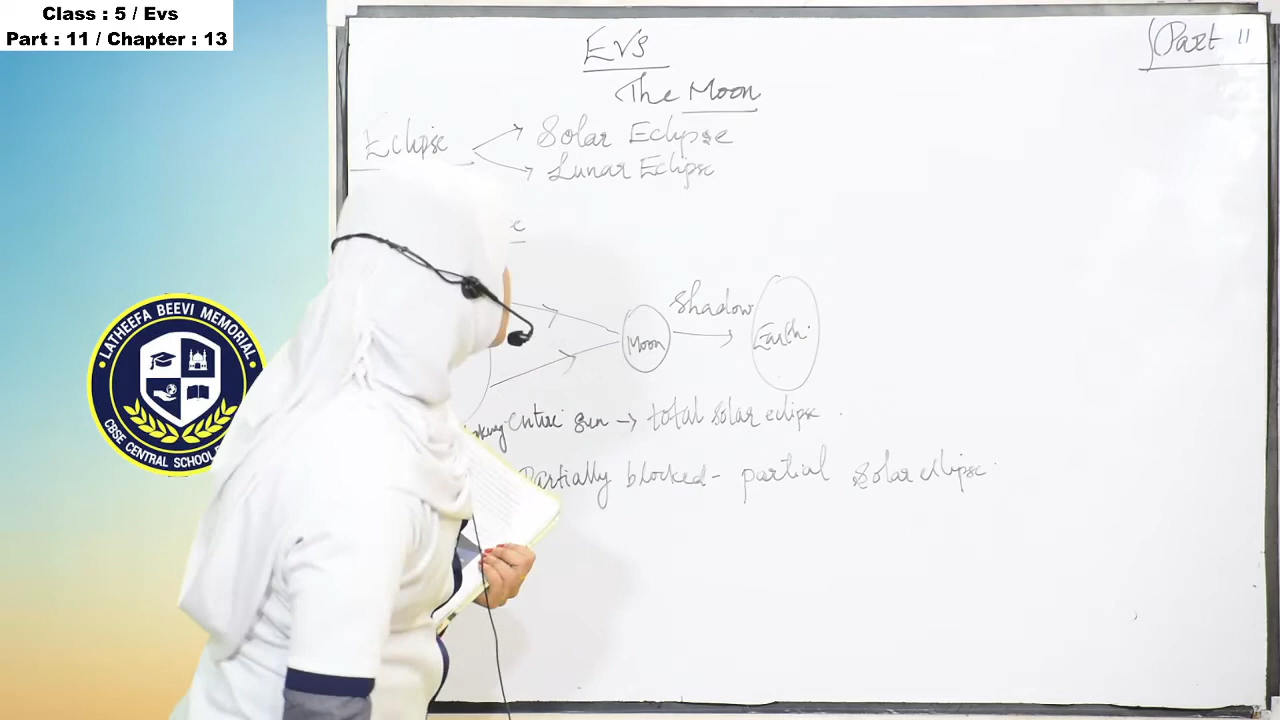 Class : 5 / Evs
Part : 11 / Chapter : 13
EVS
Part 11
The Moon
Eclipse
Solar Eclipse
Lunar Eclipse
e
Shadow
Moon
Earth.
LATHEEFA BEEVI MEMORIAL
CBSE CENTRAL SCHOOL
Entire Sun → total solar eclipse.
Partially blocked - partial Solar ellipse.